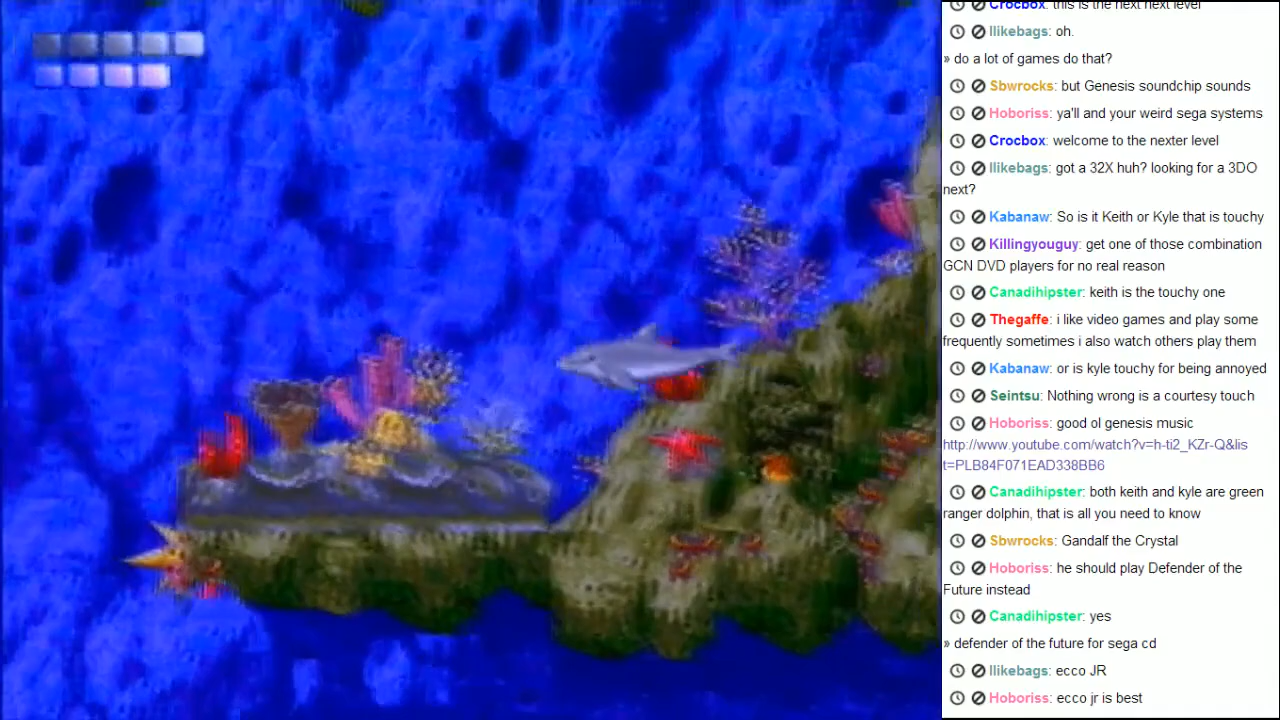 Crocbox: this is the next next level
Ilikebags: oh.
» do a lot of games do that?
Sbwrocks: but Genesis soundchip sounds
Hoboriss: ya'll and your weird sega systems
Crocbox: welcome to the nexter level
Ilikebags: got a 32X huh? looking for a 3DO
next?
Kabanaw: So is it Keith or Kyle that is touchy
Killingyouguy: get one of those combination
GCN DVD players for no real reason
Canadihipster: keith is the touchy one
Thegaffe: i like video games and play some
frequently sometimes i also watch others play them
Kabanaw: or is kyle touchy for being annoyed
Seintsu: Nothing wrong is a courtesy touch
Hoboriss: good ol genesis music
http://www.youtube.com/watch?v=h-ti2_KZr-Q&lis
t=PLB84F071EAD338BB6
Canadihipster: both keith and kyle are green
ranger dolphin, that is all you need to know
Sbwrocks: Gandalf the Crystal
Hoboriss: he should play Defender of the
Future instead
Canadihipster: yes
» defender of the future for sega cd
Ilikebags: ecco JR
Hoboriss: ecco jr is best